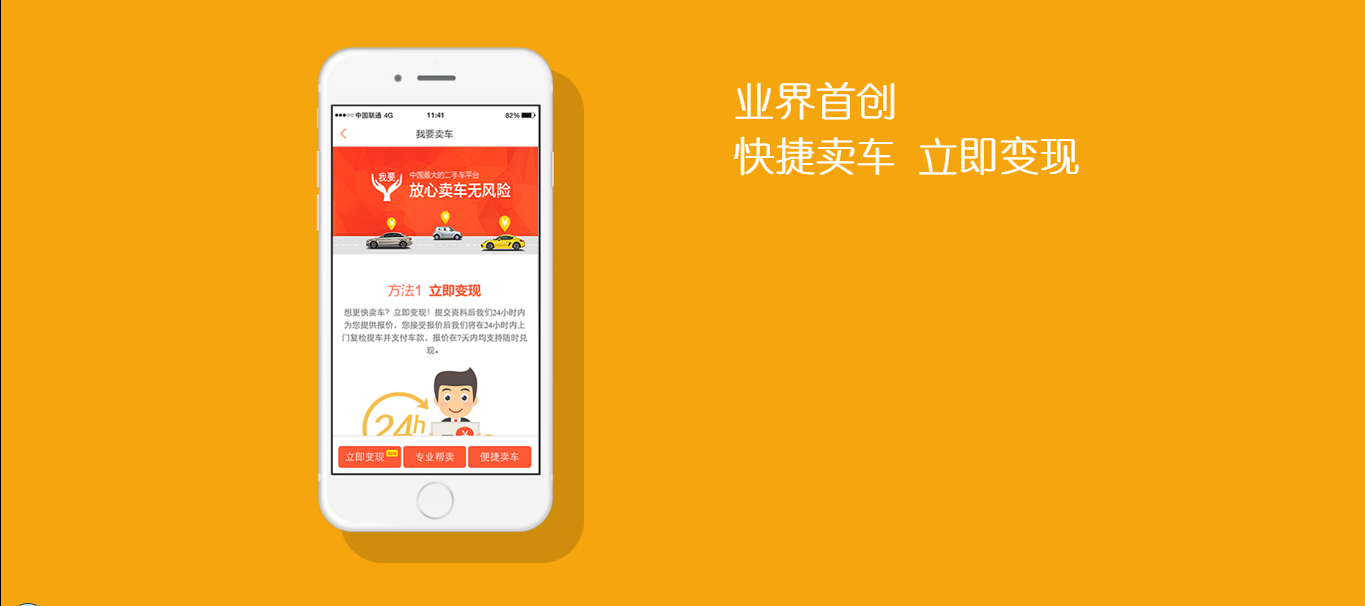 中国联通 4G 11:41 82%
我要卖车
我要
中国最大的二手车平台
放心卖车无风险
方法1 立即变现
想更快卖车？立即变现！提交资料后我们24小时内
为您提供报价，您接受报价后我们将在24小时内上
门复检提车并支付车款，报价在7天内均支持随时兑
现。
24h
立即变现 NEW 专业帮卖 便捷卖车
业界首创
快捷卖车 立即变现